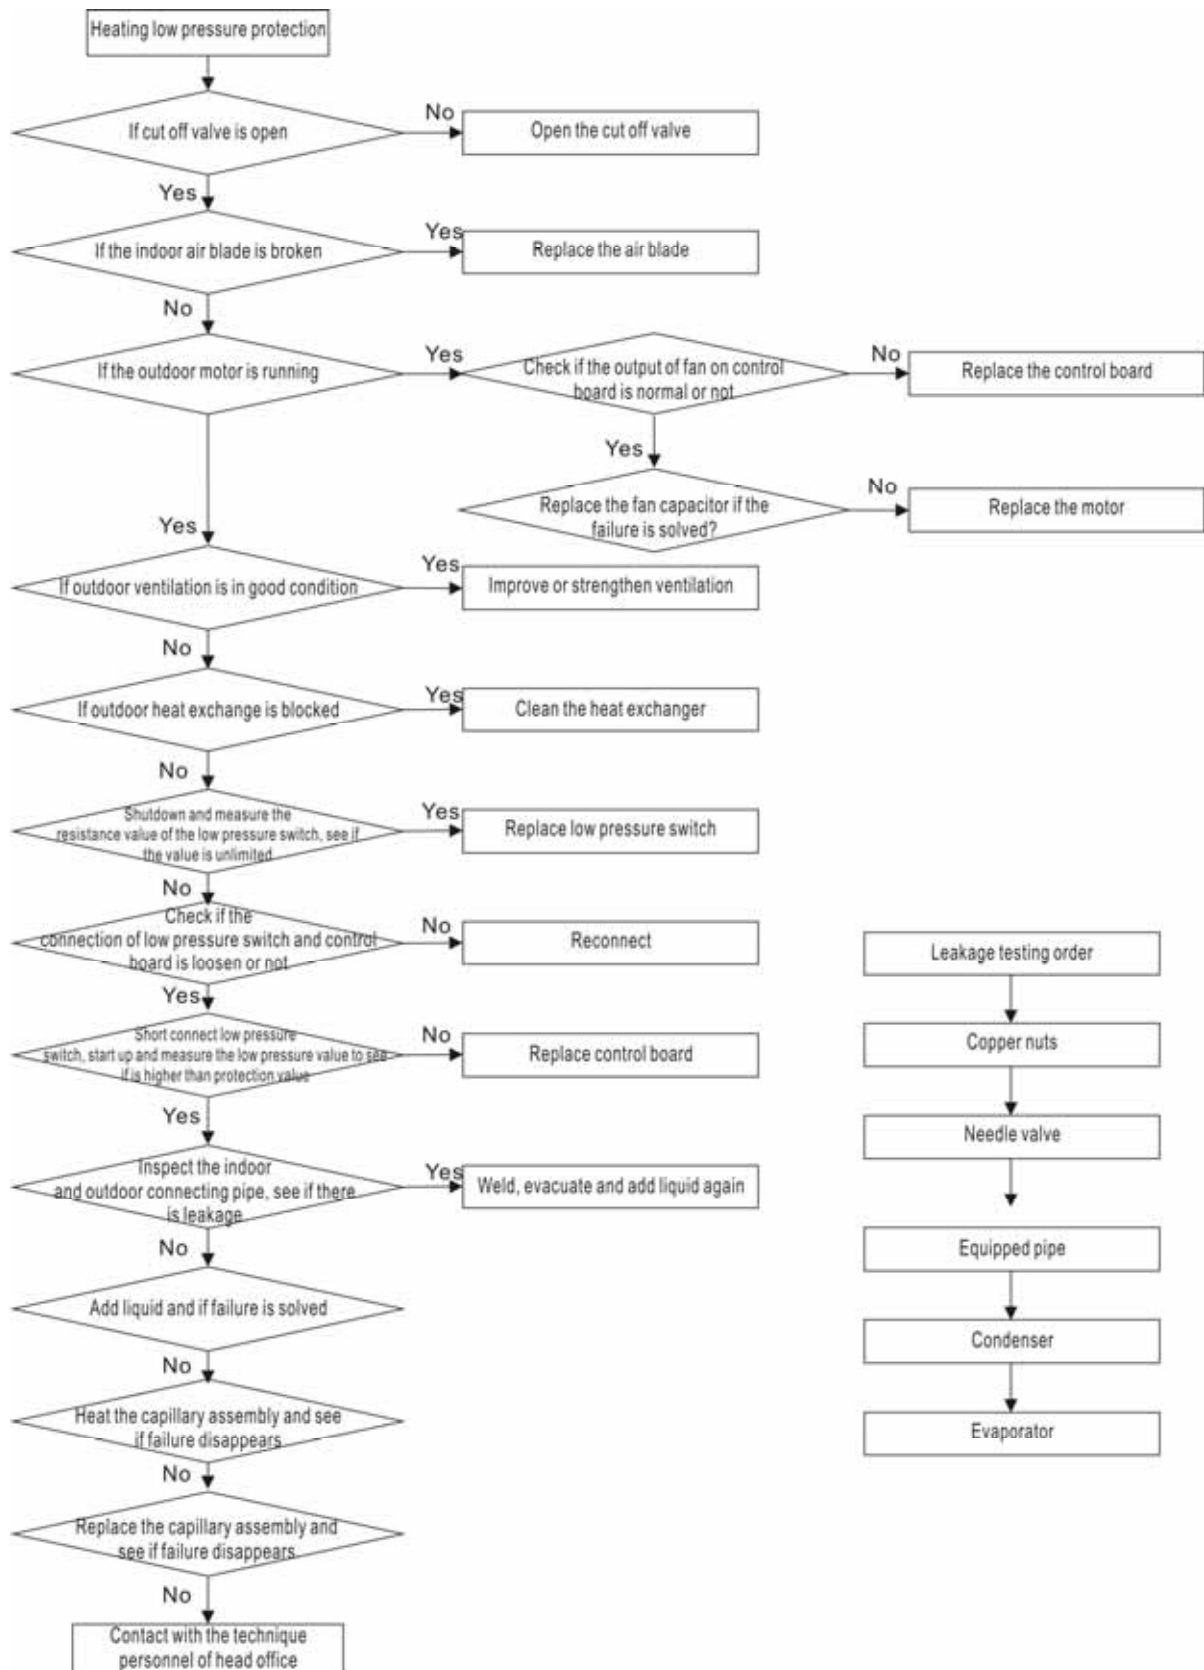 Heating low pressure protection
If cut off valve is open
No
Open the cut off valve
Yes
If the indoor air blade is broken
Yes
Replace the air blade
No
If the outdoor motor is running
Yes
Check if the output of fan on control
board is normal or not
No
Replace the control board
Yes
Replace the fan capacitor if the
failure is solved?
No
Replace the motor
Yes
If outdoor ventilation is in good condition
Yes
Improve or strengthen ventilation
No
If outdoor heat exchange is blocked
Yes
Clean the heat exchanger
No
Shutdown and measure the
resistance value of the low pressure switch, see if
the value is unlimited
Yes
Replace low pressure switch
No
Check if the
connection of low pressure switch and control
board is loosen or not
No
Reconnect
Yes
Short connect low pressure
switch, start up and measure the low pressure value to see
if is higher than protection value
No
Replace control board
Yes
Inspect the indoor
and outdoor connecting pipe, see if there
is leakage
Yes
Weld, evacuate and add liquid again
No
Add liquid and if failure is solved
No
Heat the capillary assembly and see
if failure disappears
No
Replace the capillary assembly and
see if failure disappears
No
Contact with the technique
personnel of head office
Leakage testing order
Copper nuts
Needle valve
Equipped pipe
Condenser
Evaporator